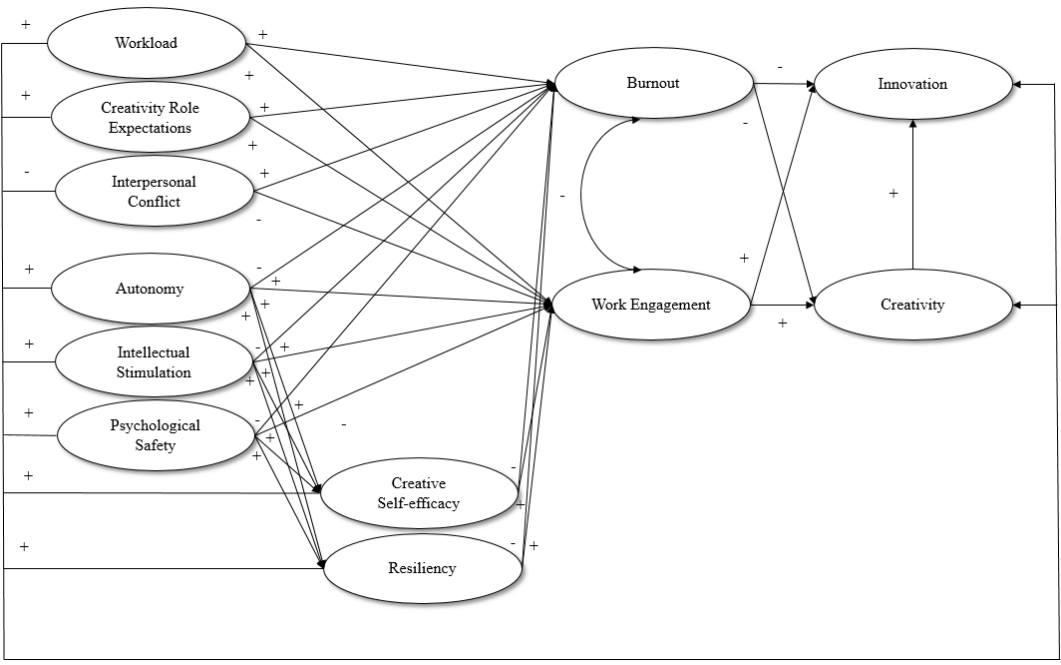 +
Workload
+
+
+
Creativity Role
Expectations
+
+
-
Interpersonal
Conflict
+
-
+
Autonomy
-
+
+
+
+
Intellectual
Stimulation
-
+
+
+
+
Psychological
Safety
-
+
+
+
-
+
Creative
Self-efficacy
-
+
+
Resiliency
-
+
Burnout
-
-
Innovation
-
+
Work Engagement
+
+
Creativity